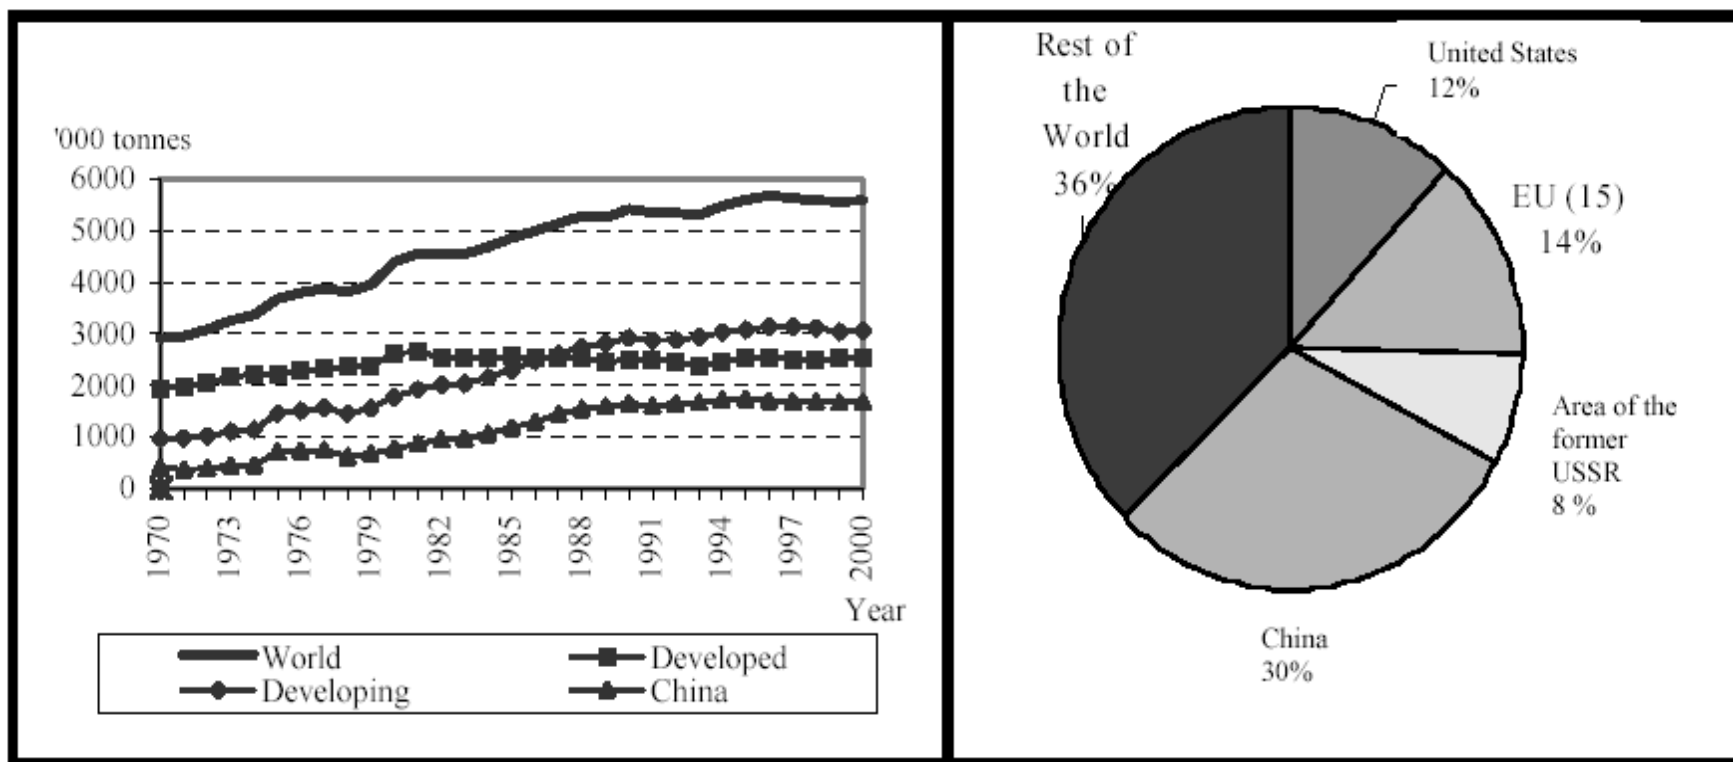 '000 tonnes
6000
5000
4000
3000
2000
1000
0
1970
1973
1976
1979
1982
1985
1988
1991
1994
1997
2000
Year
World
Developed
Developing
China
Rest of
the
World
36%
United States
12%
EU (15)
14%
Area of the
former
USSR
8 %
China
30%